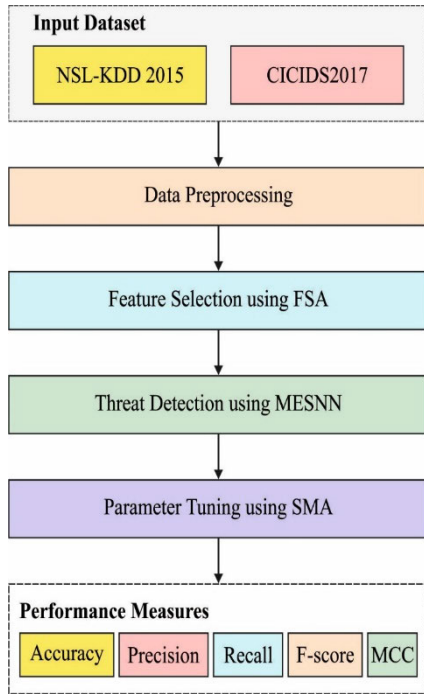 Input Dataset
NSL-KDD 2015 CICIDS2017
Data Preprocessing
Feature Selection using FSA
Threat Detection using MESNN
Parameter Tuning using SMA
Performance Measures
Accuracy Precision Recall F-score MCC